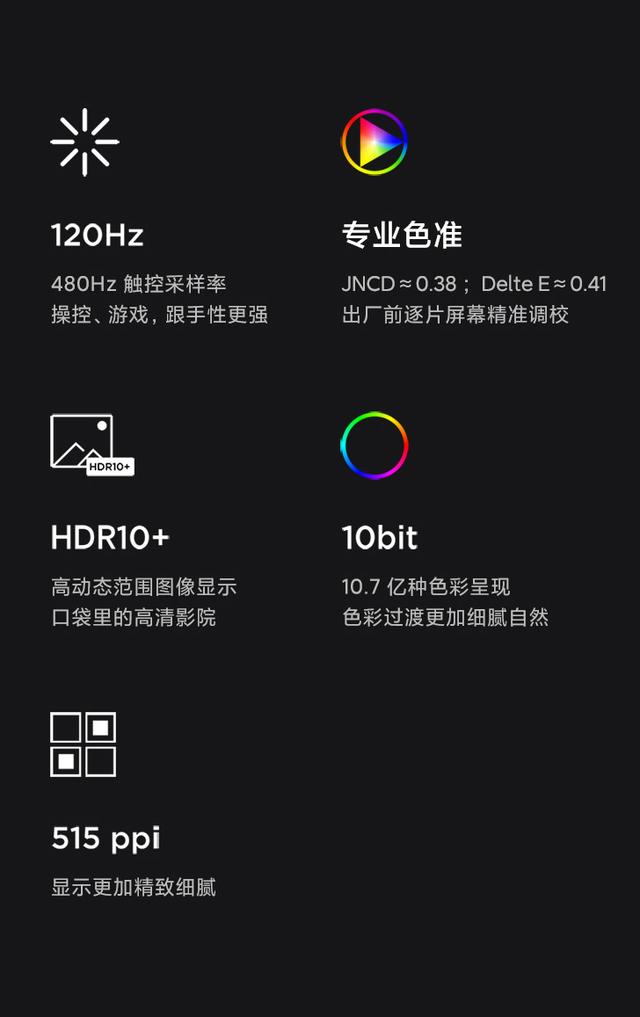 120Hz
480Hz 触控采样率
操控、游戏，跟手性更强
专业色准
JNCD≈0.38； Delte E≈0.41
出厂前逐片屏幕精准调校
HDR10+
HDR10+
高动态范围图像显示
口袋里的高清影院
10bit
10.7 亿种色彩呈现
色彩过渡更加细腻自然
515 ppi
显示更加精致细腻